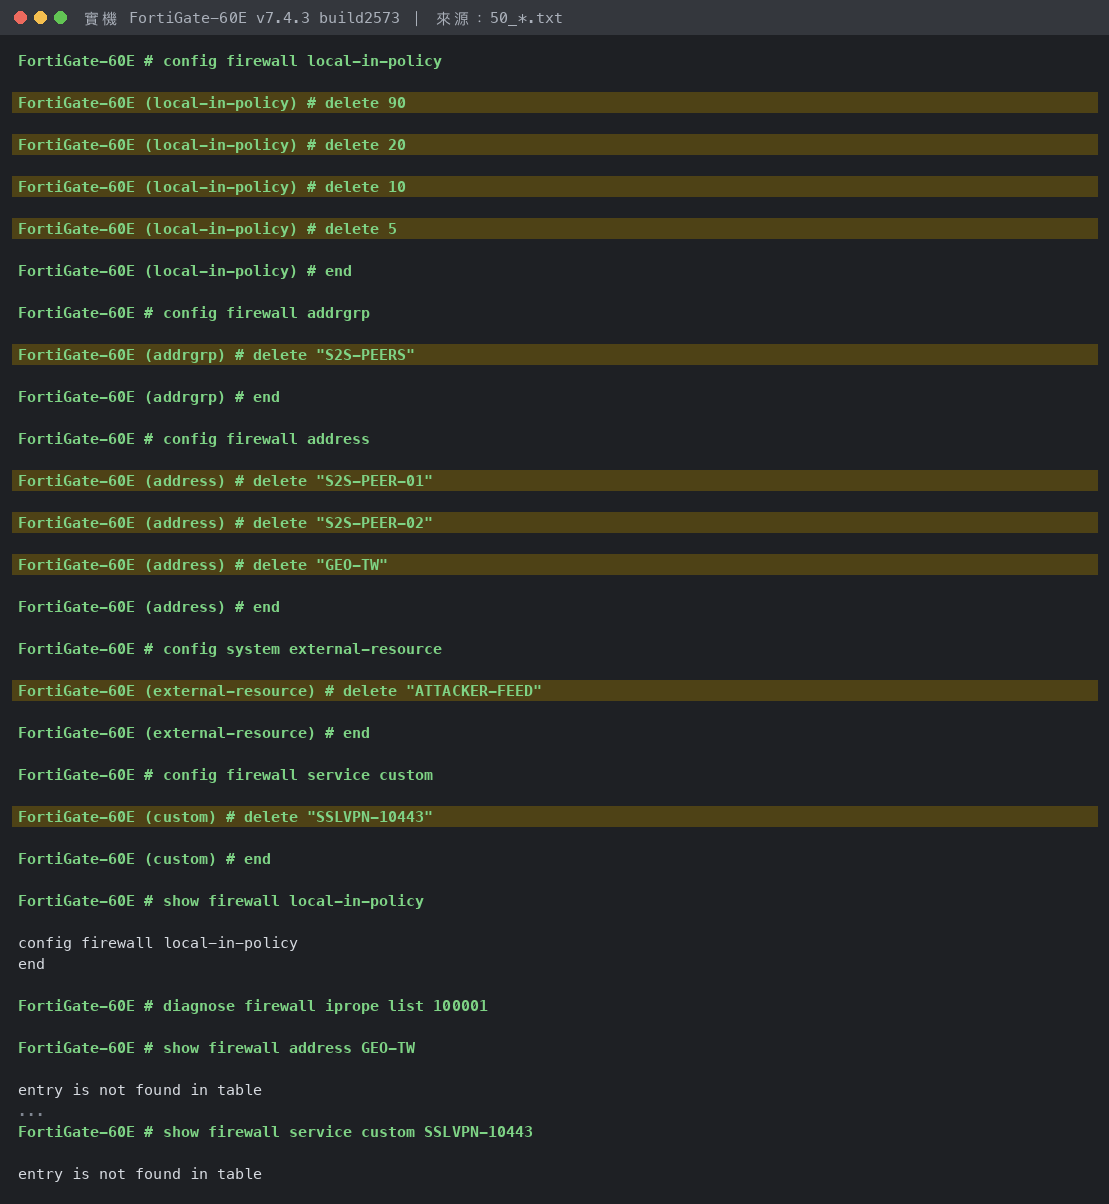 實機 FortiGate-60E v7.4.3 build2573 | 來源：50_*.txt
FortiGate-60E # config firewall local-in-policy
FortiGate-60E (local-in-policy) # delete 90
FortiGate-60E (local-in-policy) # delete 20
FortiGate-60E (local-in-policy) # delete 10
FortiGate-60E (local-in-policy) # delete 5
FortiGate-60E (local-in-policy) # end
FortiGate-60E # config firewall addrgrp
FortiGate-60E (addrgrp) # delete "S2S-PEERS"
FortiGate-60E (addrgrp) # end
FortiGate-60E # config firewall address
FortiGate-60E (address) # delete "S2S-PEER-01"
FortiGate-60E (address) # delete "S2S-PEER-02"
FortiGate-60E (address) # delete "GEO-TW"
FortiGate-60E (address) # end
FortiGate-60E # config system external-resource
FortiGate-60E (external-resource) # delete "ATTACKER-FEED"
FortiGate-60E (external-resource) # end
FortiGate-60E # config firewall service custom
FortiGate-60E (custom) # delete "SSLVPN-10443"
FortiGate-60E (custom) # end
FortiGate-60E # show firewall local-in-policy
config firewall local-in-policy
end
FortiGate-60E # diagnose firewall iprope list 100001
FortiGate-60E # show firewall address GEO-TW
entry is not found in table
...
FortiGate-60E # show firewall service custom SSLVPN-10443
entry is not found in table